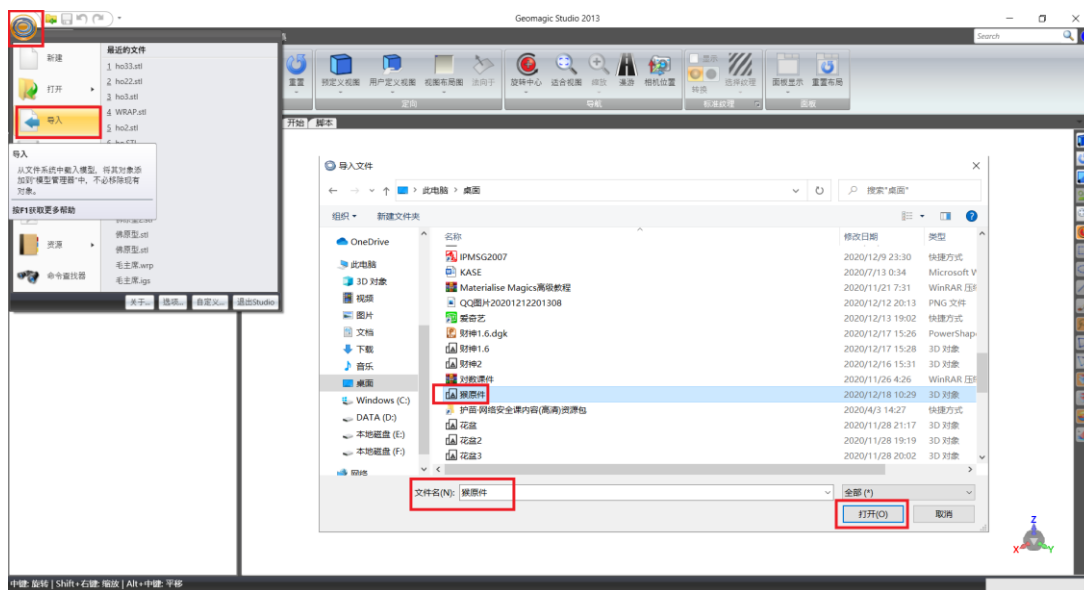 Geomagic Studio 2013
Search
新建
打开
导入
最近的文件
1 ho33.stl
2 ho22.stl
3 ho3.stl
4 WRAP.stl
5 ho2.stl
导入
从文件系统中载入模型，将其对象添
加到"模型管理器"中，不必移除现有
对象。
按F1获取更多帮助
佛原型.stl
佛原型.stl
毛主席.wrp
毛主席.igs
资源
命令查找器
关于...
选项...
自定义...
退出Studio
重置
预定义视图
用户定义视图
视图布局图
法向于
定向
旋转中心
适合视图
缩放
漫游
相机位置
导航
显示
转换
面板显示
重置布局
面板
开始
脚本
导入文件
此电脑 > 桌面
搜索"桌面"
组织
新建文件夹
OneDrive
此电脑
3D 对象
视频
图片
文档
下载
音乐
桌面
Windows (C:)
DATA (D:)
本地磁盘 (E:)
本地磁盘 (F:)
网络
名称 修改日期 类型
IPMSG2007 2020/12/9 23:30 快捷方式
KASE 2020/7/13 0:34 Microsoft
Materialise Magics高级教程 2020/11/21 7:31 WinRAR
QQ图片20201212201308 2020/12/12 20:13 PNG 文件
爱奇艺 2020/12/13 19:02 快捷方式
财神1.6.dgk 2020/12/17 15:26 PowerShap
财神1.6 2020/12/17 15:28 3D 对象
财神2 2020/12/16 15:31 3D 对象
对数课件 2020/11/26 4:26 WinRAR
猴原件 2020/12/18 10:29 3D 对象
护苗·网络安全课内容(高清)资源包 2020/4/3 14:27 快捷方式
花盆 2020/11/28 21:17 3D 对象
花盆2 2020/11/28 19:19 3D 对象
花盆3 2020/11/28 20:02 3D 对象
文件名(N): 猴原件
全部 (*)
打开(O)
取消
Z
X
Y
中键: 旋转 | Shift+右键: 缩放 | Alt+中键: 平移